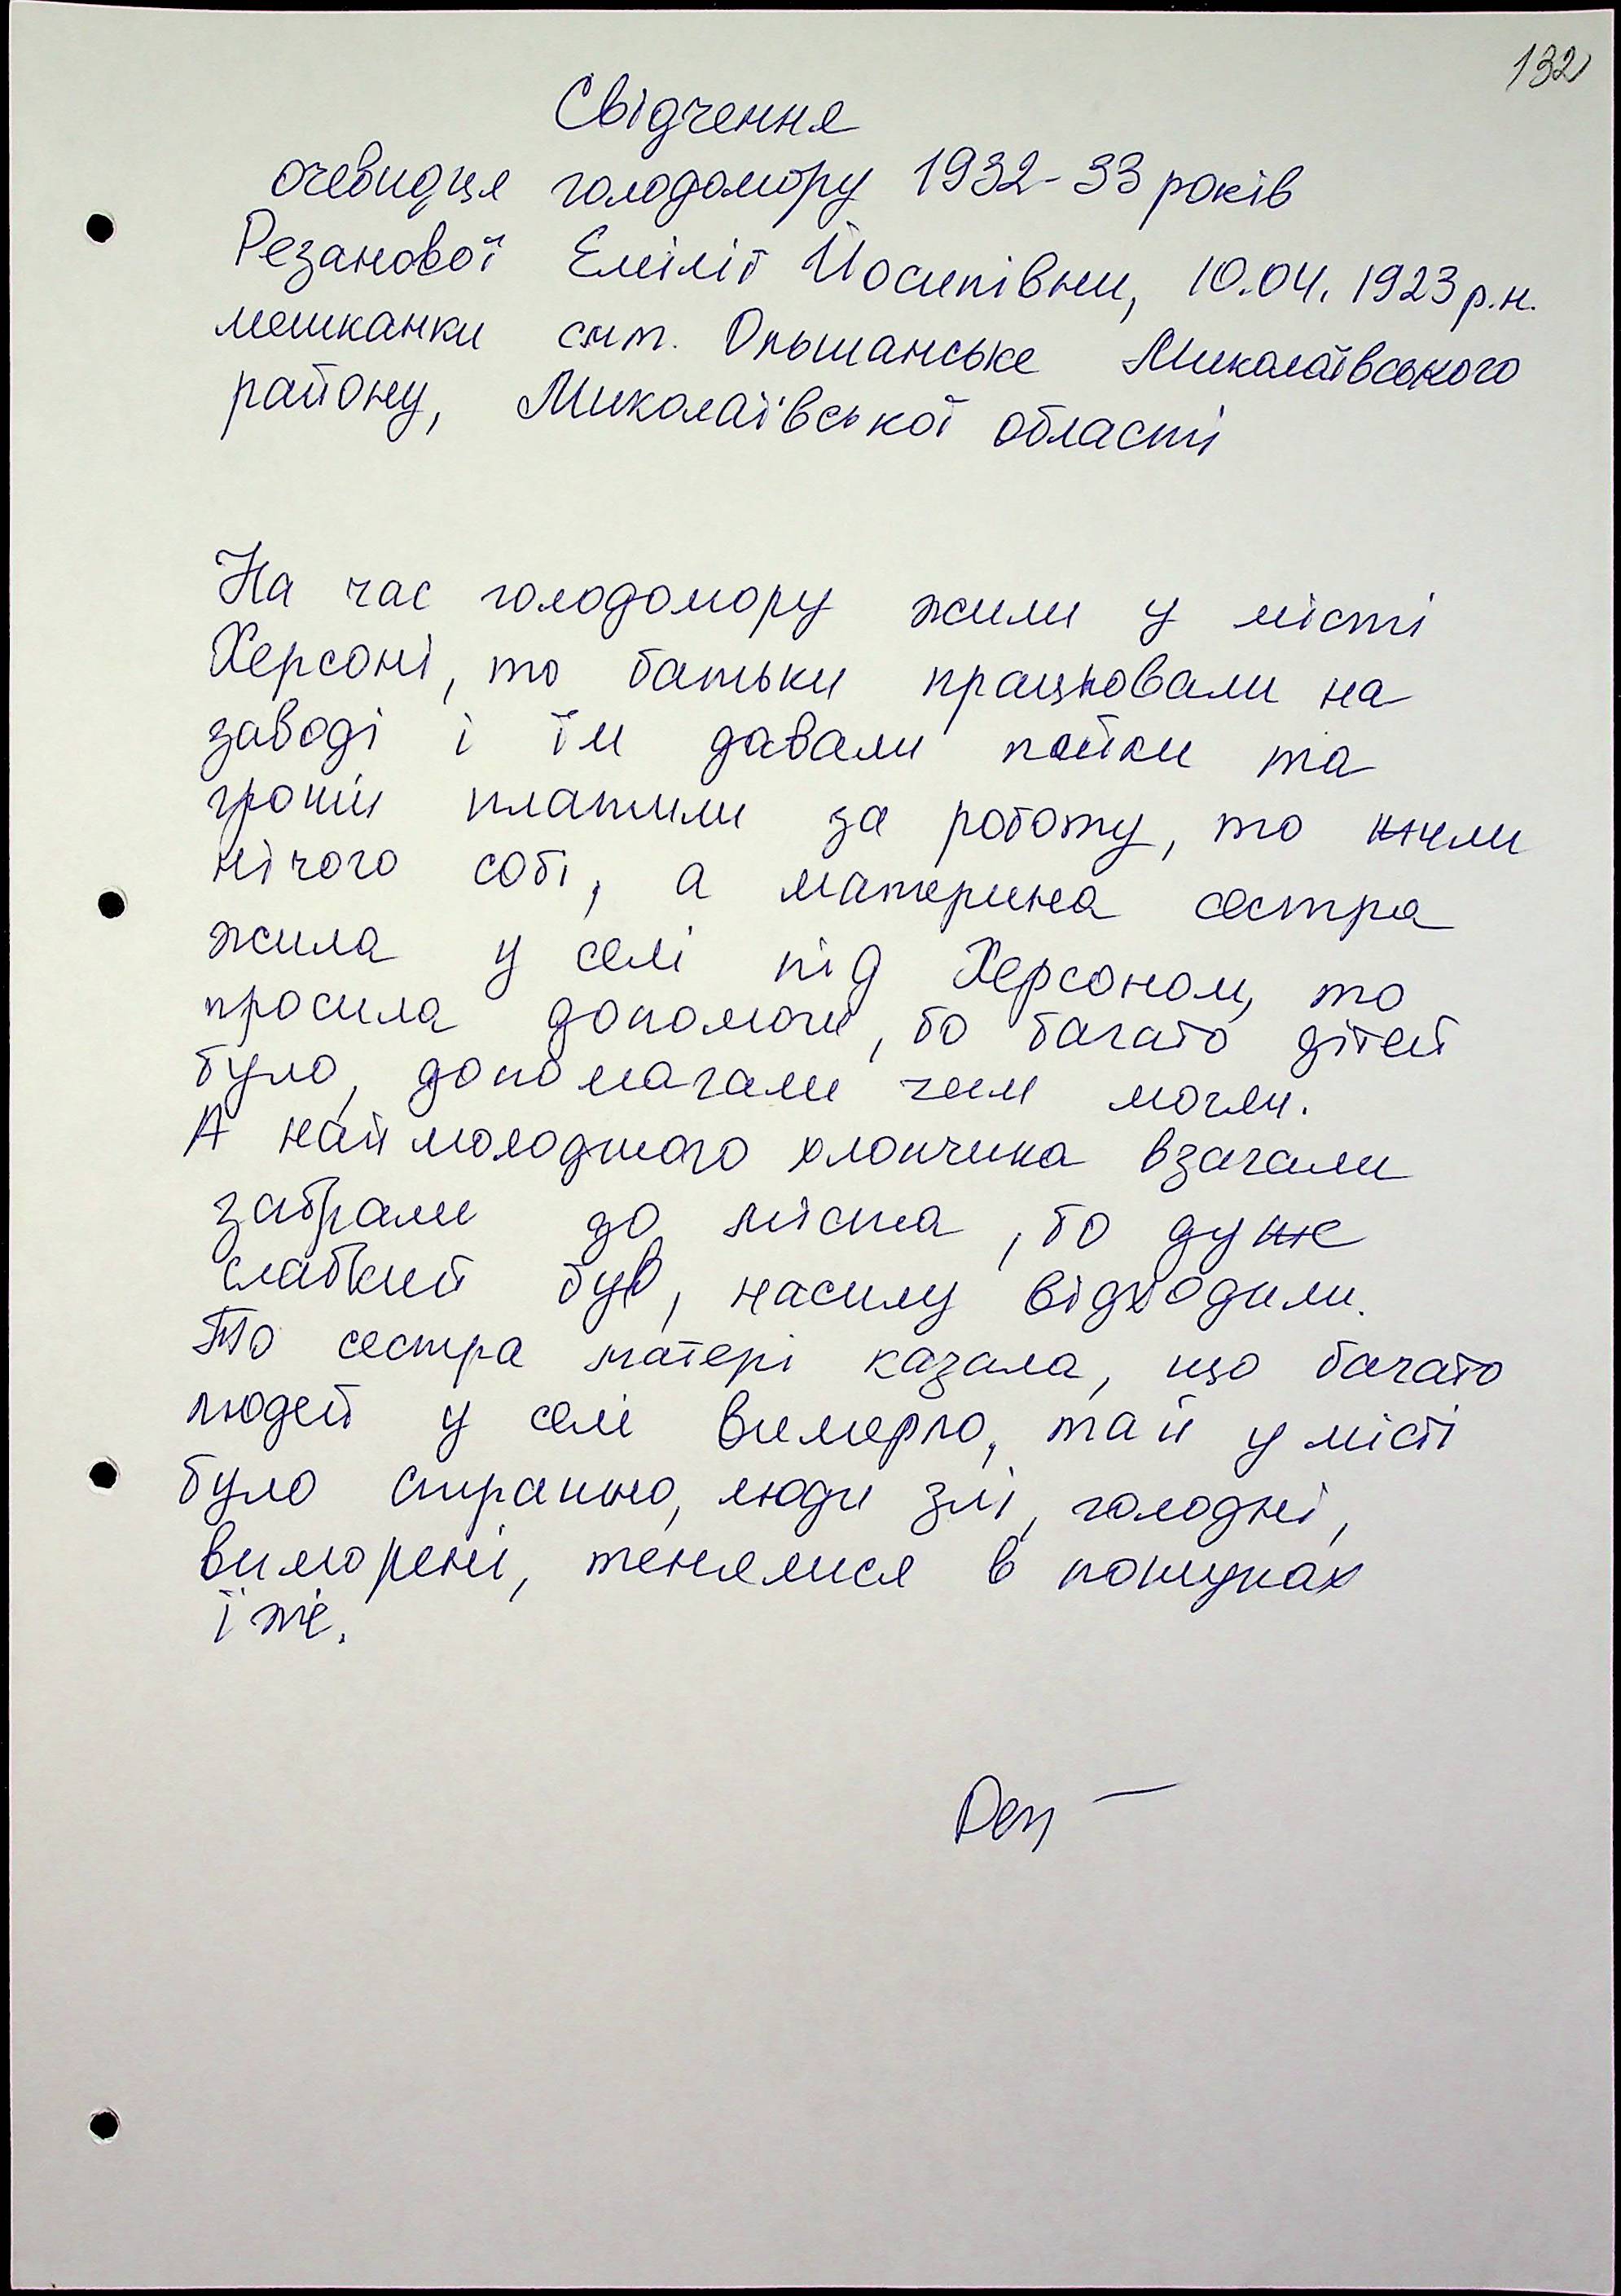 132
Свідчення
очевидця голодомору 1932-33 років
Резанової Емілії Йосипівни, 10.04.1923 р.н.
мешканки смт. Ольшанське Миколаївського
району, Миколаївської області
На час голодомору жили у місті
Херсоні, то батьки працювали на
заводі і їм давали пайки та
гроші платили за роботу, то жили
нічого собі, а материна сестра
жила у селі під Херсоном, то
просила допомоги, бо багато дітей
було, допомагали чим могли.
А наймолодшого хлопчика взагалі
забрали до міста, бо дуже
слабкий був, насилу відходили.
То сестра матері казала, що багато
людей у селі вимерло, та й у місті
було страшно, люди злі, голодні,
виморені, тенялися в пошуках
їжі.